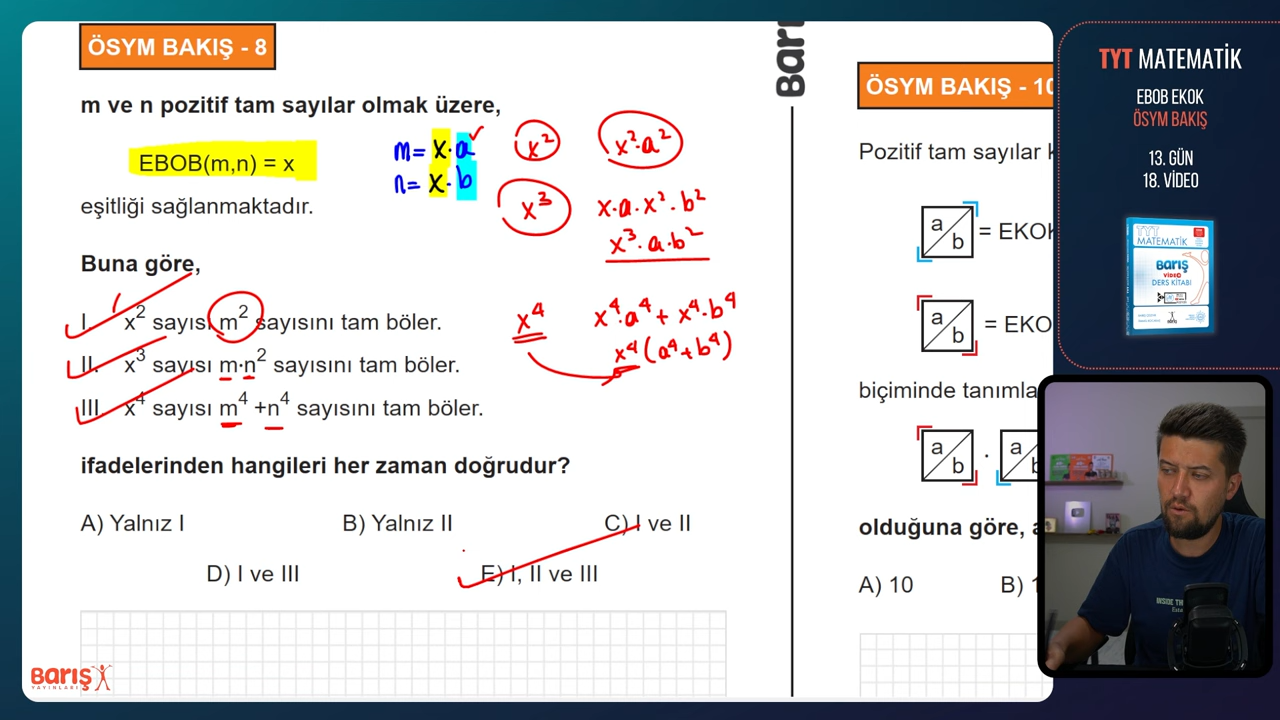 ÖSYM BAKIŞ - 8
m ve n pozitif tam sayılar olmak üzere,
EBOB(m,n) = x
eşitliği sağlanmaktadır.
m = x·a
n = x·b
x²
x²·a²
x³
x·a·x²·b²
x³·a·b²
Buna göre,
I. x² sayısı m² sayısını tam böler.
II. x³ sayısı m·n² sayısını tam böler.
III. x⁴ sayısı m⁴ +n⁴ sayısını tam böler.
x⁴
x⁴·a⁴ + x⁴·b⁴
x⁴(a⁴+b⁴)
ifadelerinden hangileri her zaman doğrudur?
A) Yalnız I B) Yalnız II C) I ve II
D) I ve III E) I, II ve III
BARIŞ
YAYINLARI
Barı
ÖSYM BAKIŞ - 10
Pozitif tam sayılar
a b = EKO
a b = EKO
biçiminde tanımla
a b · a b
olduğuna göre, a
A) 10 B) 1
TYT MATEMATİK
EBOB EKOK
ÖSYM BAKIŞ
13. GÜN
18. VİDEO
TYT
MATEMATİK
BARIŞ
VİDEO
DERS KİTABI
INSIDE